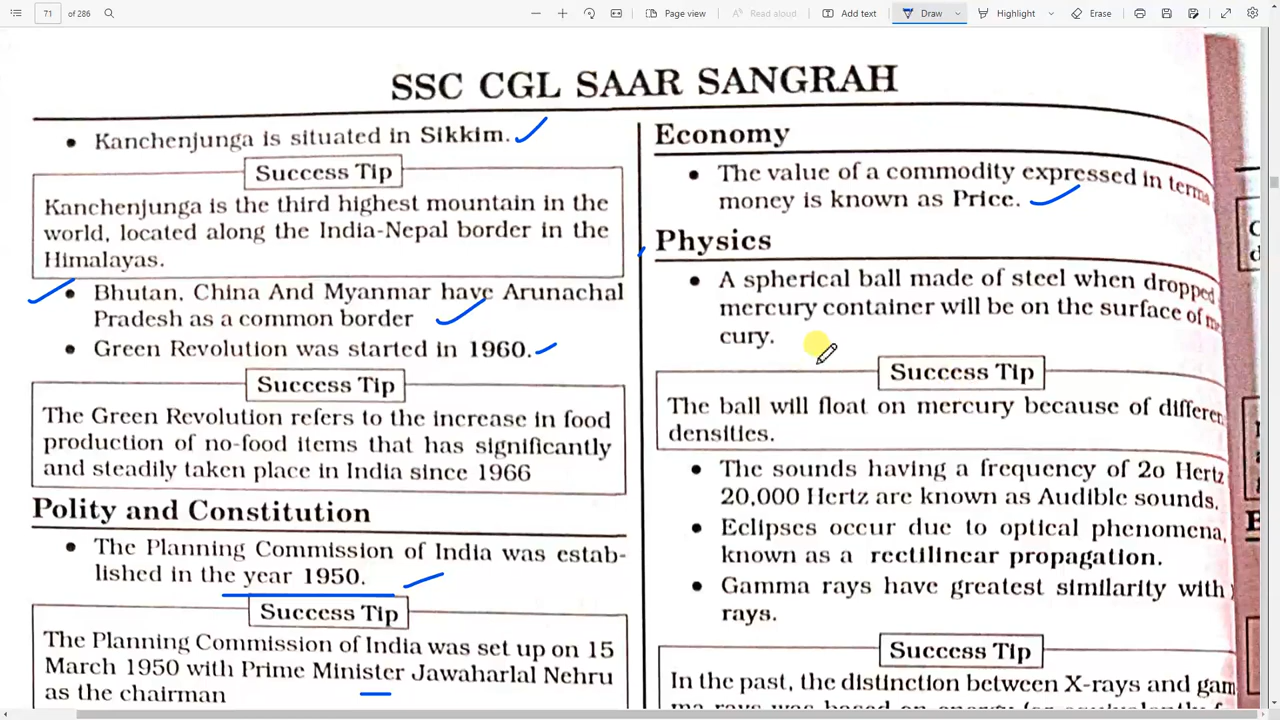 71
of 286
Page view
Read aloud
Add text
Draw
Highlight
Erase
SSC CGL SAAR SANGRAH
• Kanchenjunga is situated in Sikkim.
Success Tip
Kanchenjunga is the third highest mountain in the
world, located along the India-Nepal border in the
Himalayas.
• Bhutan, China And Myanmar have Arunachal
Pradesh as a common border
• Green Revolution was started in 1960.
Success Tip
The Green Revolution refers to the increase in food
production of no-food items that has significantly
and steadily taken place in India since 1966
Polity and Constitution
• The Planning Commission of India was estab-
lished in the year 1950.
Success Tip
The Planning Commission of India was set up on 15
March 1950 with Prime Minister Jawaharlal Nehru
as the chairman
Economy
• The value of a commodity expressed in terms
money is known as Price.
Physics
• A spherical ball made of steel when dropped
mercury container will be on the surface of
cury.
Success Tip
The ball will float on mercury because of
densities.
• The sounds having a frequency of 2o Hertz
20,000 Hertz are known as Audible sounds.
• Eclipses occur due to optical phenomena,
known as a rectilinear propagation.
• Gamma rays have greatest similarity with
rays.
Success Tip
In the past, the distinction between X-rays and